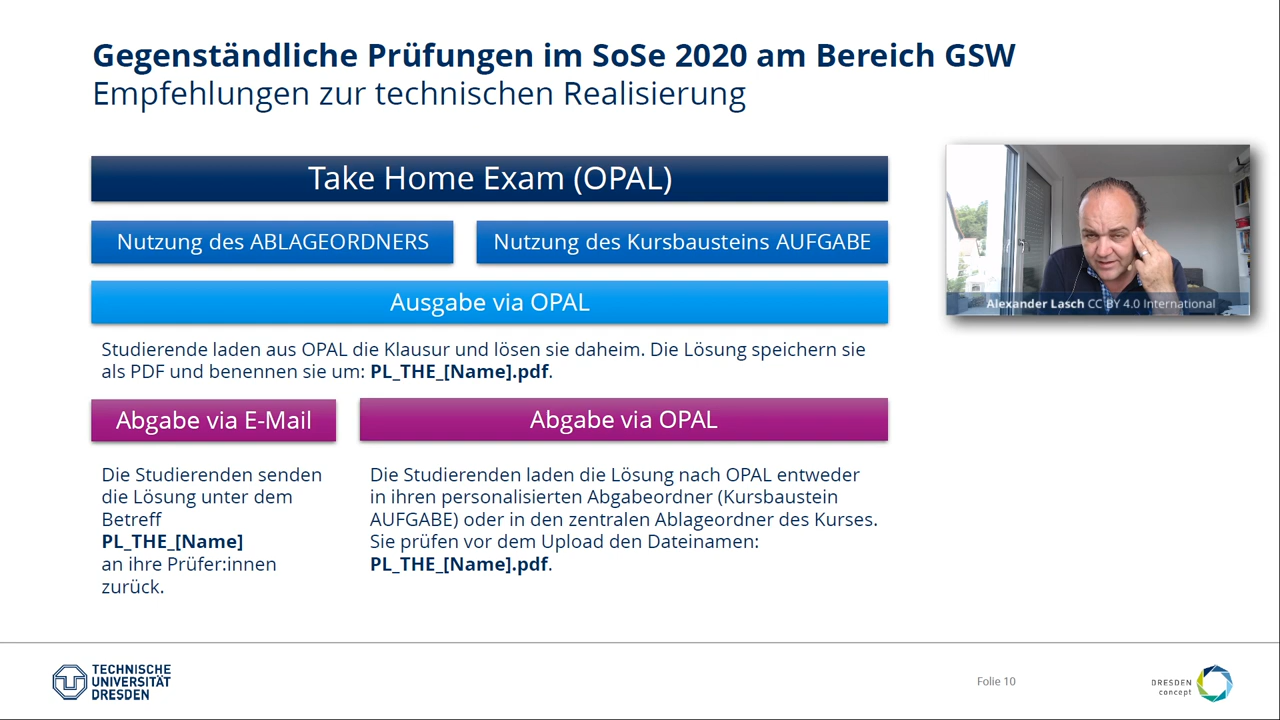 Gegenständliche Prüfungen im SoSe 2020 am Bereich GSW
Empfehlungen zur technischen Realisierung
Take Home Exam (OPAL)
Nutzung des ABLAGEORDNERS
Nutzung des Kursbausteins AUFGABE
Ausgabe via OPAL
Studierende laden aus OPAL die Klausur und lösen sie daheim. Die Lösung speichern sie
als PDF und benennen sie um: PL_THE_[Name].pdf.
Abgabe via E-Mail
Die Studierenden senden
die Lösung unter dem
Betreff
PL_THE_[Name]
an ihre Prüfer:innen
zurück.
Abgabe via OPAL
Die Studierenden laden die Lösung nach OPAL entweder
in ihren personalisierten Abgabeordner (Kursbaustein
AUFGABE) oder in den zentralen Ablageordner des Kurses.
Sie prüfen vor dem Upload den Dateinamen:
PL_THE_[Name].pdf.
Alexander Lasch CC BY 4.0 International
TECHNISCHE
UNIVERSITÄT
DRESDEN
Folie 10
DRESDEN
concept